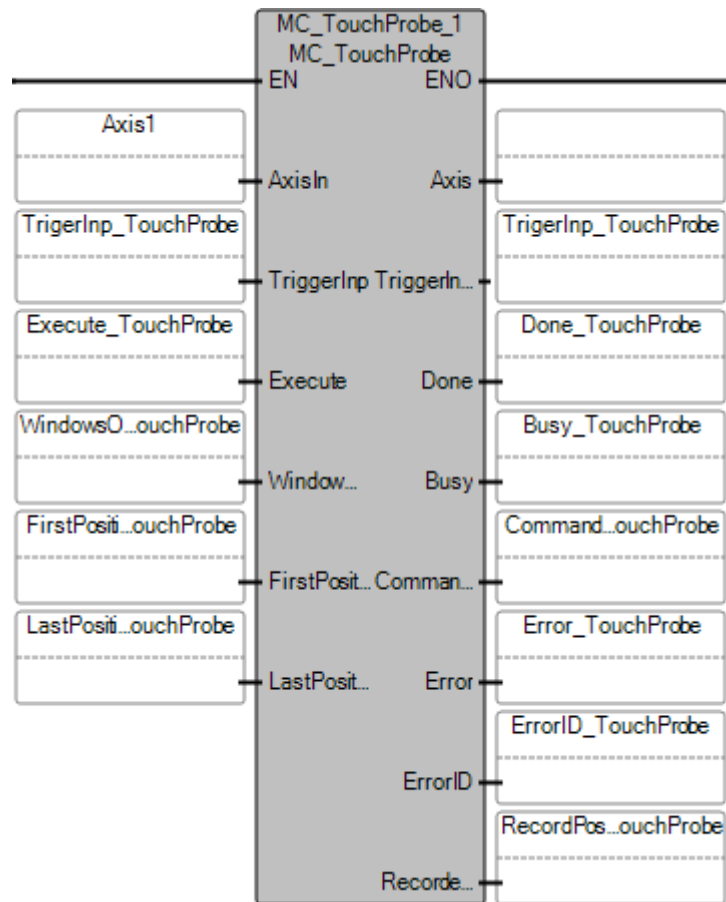 MC_TouchProbe_1
MC_TouchProbe
EN ENO
Axis1
AxisIn Axis
TrigerInp_TouchProbe TrigerInp_TouchProbe
TriggerInp TriggerIn...
Execute_TouchProbe Done_TouchProbe
Execute Done
WindowsO...ouchProbe Busy_TouchProbe
Window... Busy
FirstPositi...ouchProbe Command...ouchProbe
FirstPosit... Comman...
LastPositi...ouchProbe Error_TouchProbe
LastPosit... Error
ErrorID_TouchProbe
ErrorID
RecordPos...ouchProbe
Recorde...